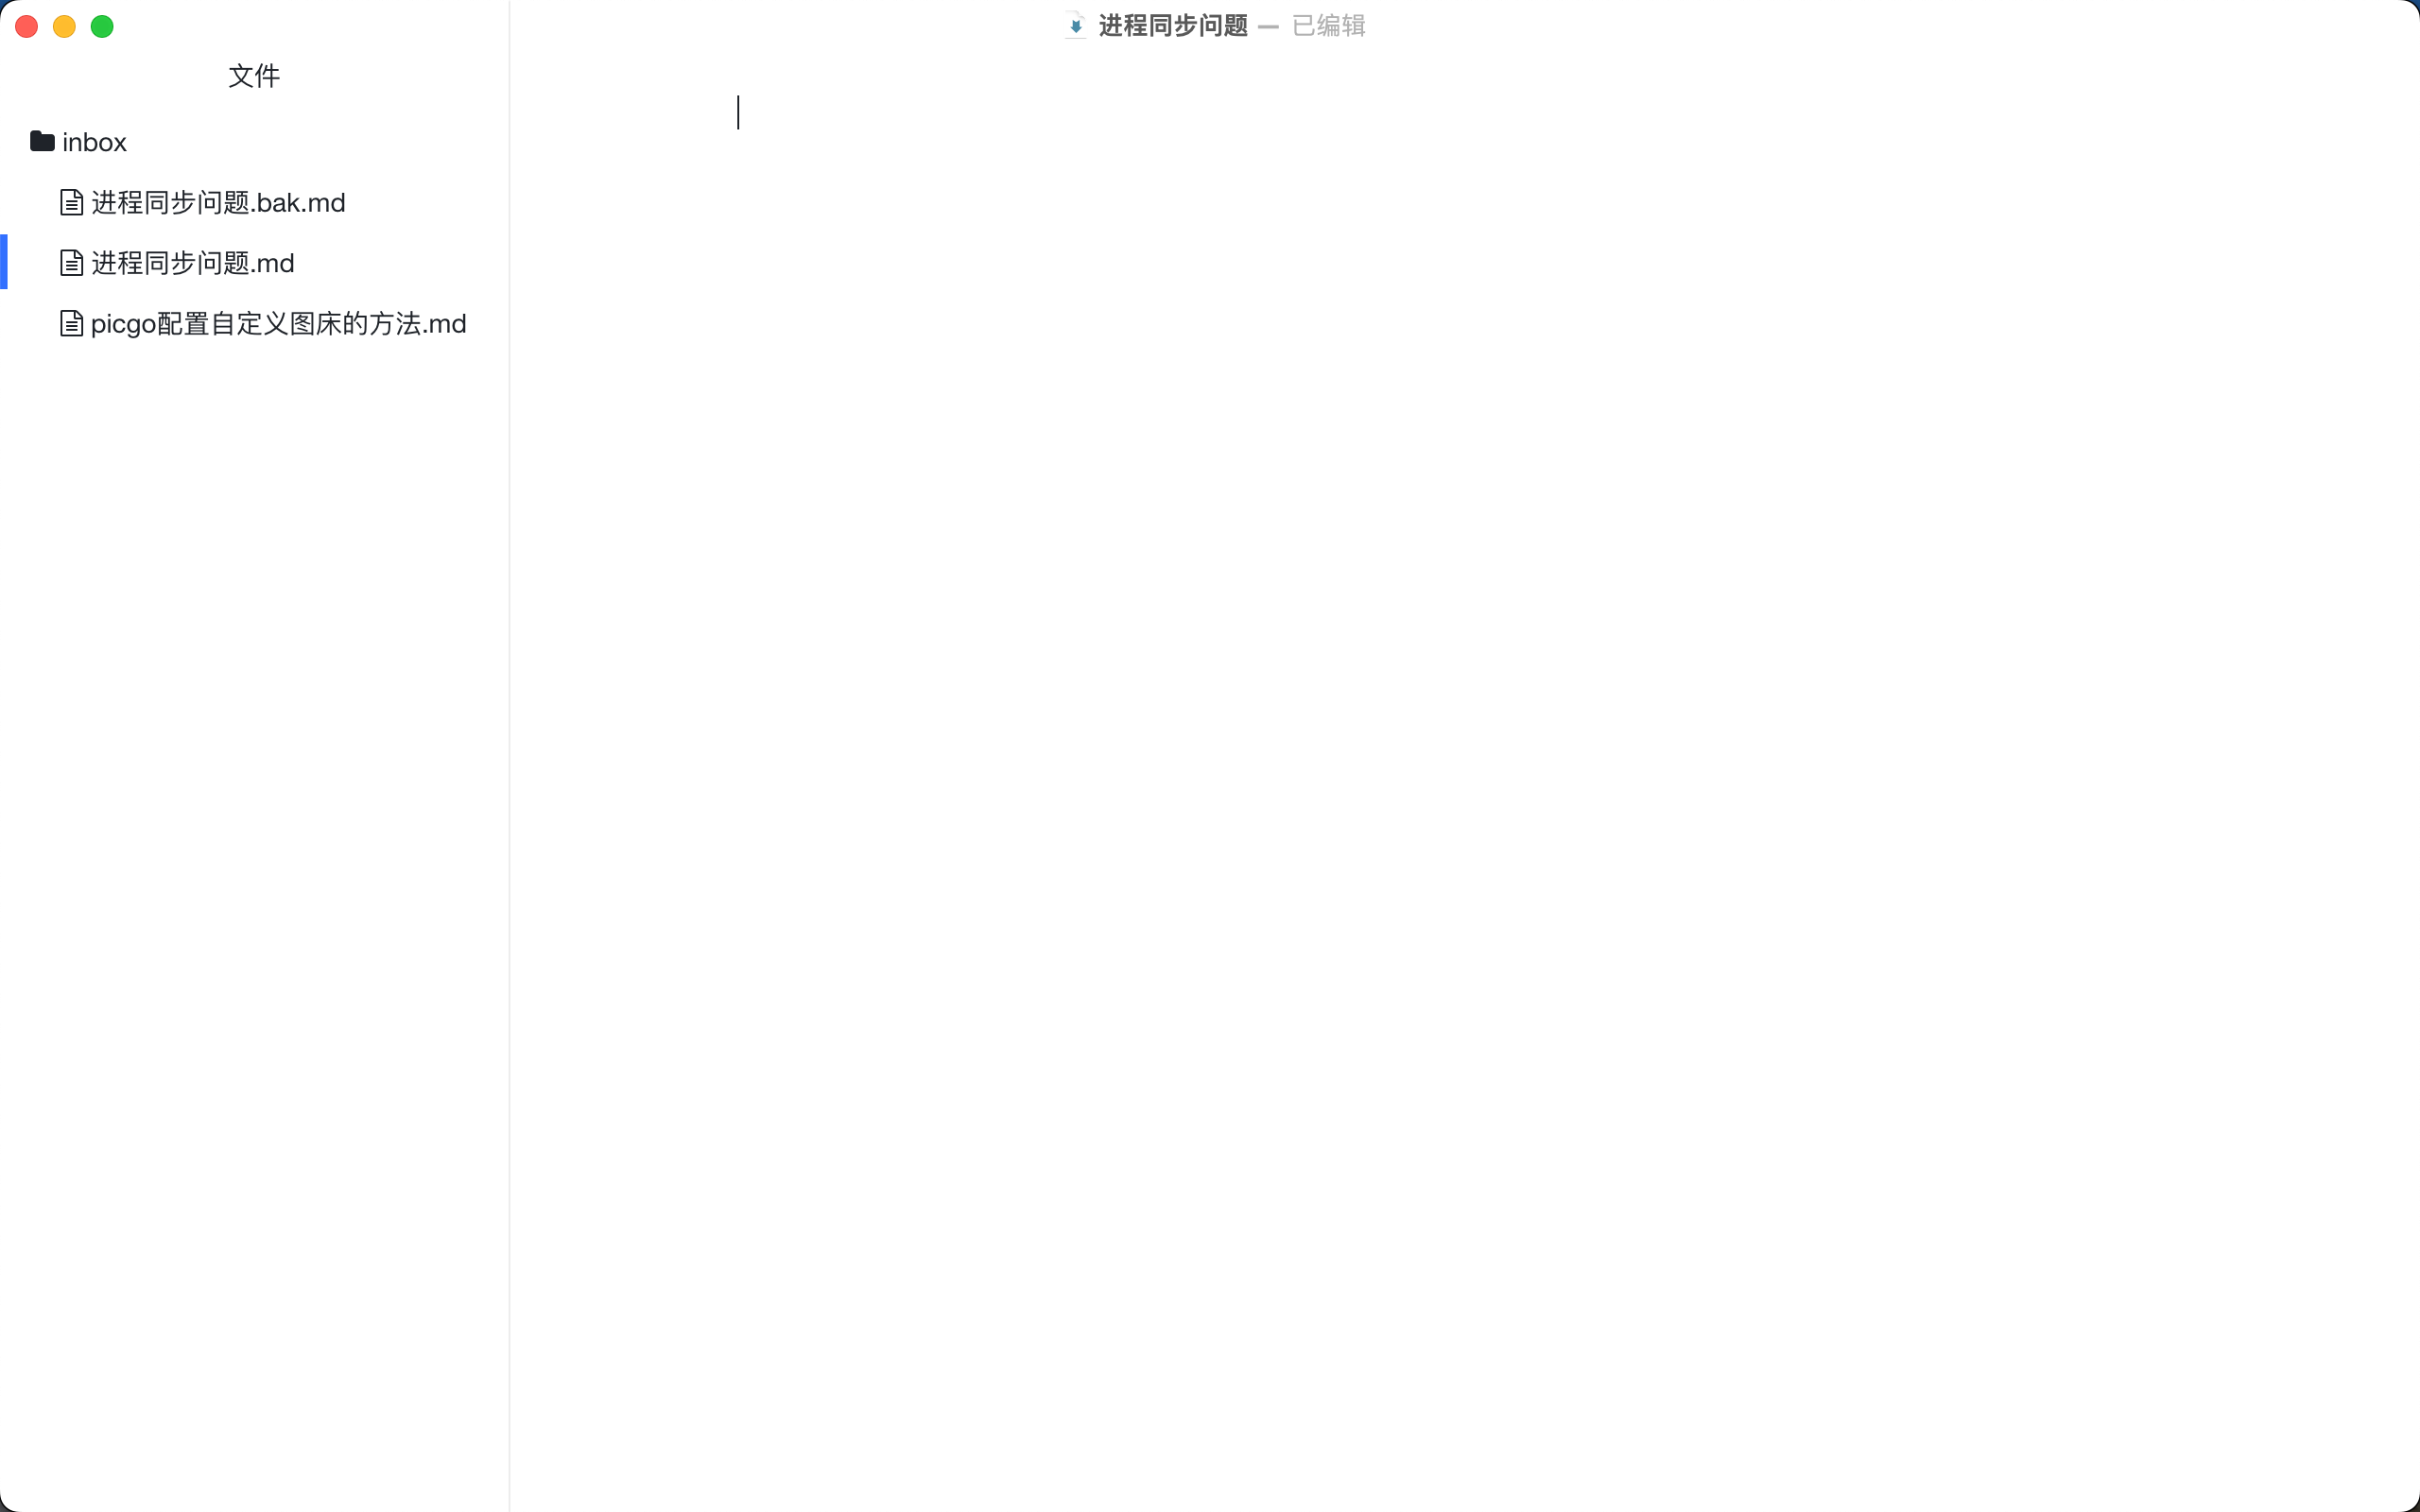 进程同步问题 — 已编辑
文件
inbox
进程同步问题.bak.md
进程同步问题.md
picgo配置自定义图床的方法.md